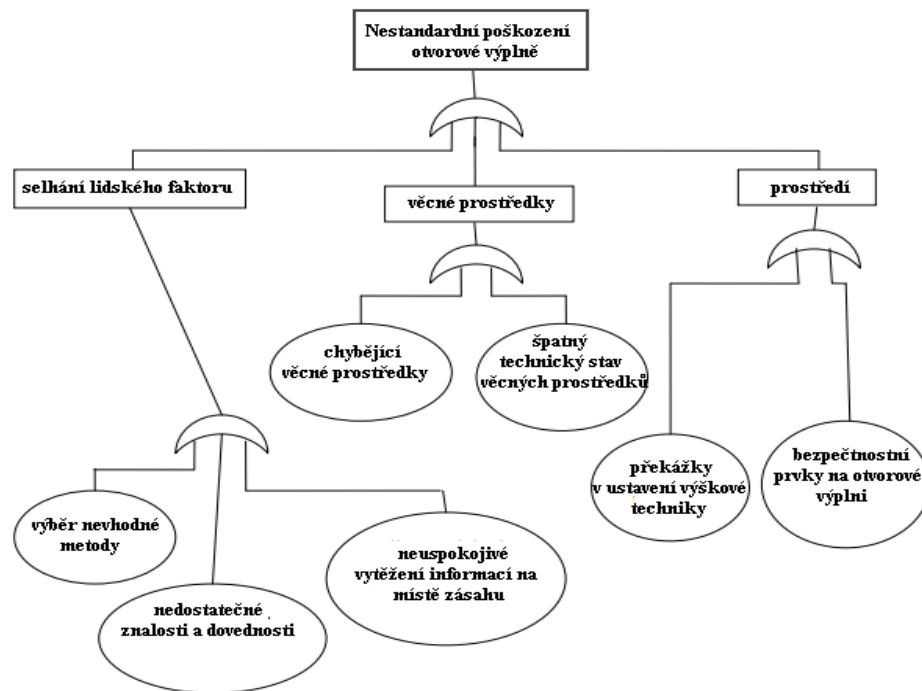 Nestandardní poškození
otvorové výplně
selhání lidského faktoru
věcné prostředky
prostředí
chybějící
věcné prostředky
špatný
technický stav
věcných prostředků
překážky
v ustavení výškové
techniky
bezpečtnostní
prvky na otvorové
výplni
výběr nevhodné
metody
neuspokojivé
vytěžení informací na
místě zásahu
nedostatečné
znalosti a dovednosti